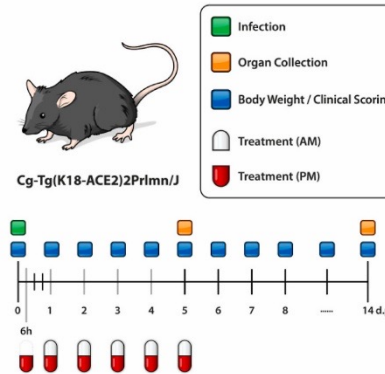 Infection
Organ Collection
Body Weight / Clinical Scorin
Treatment (AM)
Treatment (PM)
Cg-Tg(K18-ACE2)2Prlmn/J
0 1 2 3 4 5 6 7 8 ...... 14 d.
6h